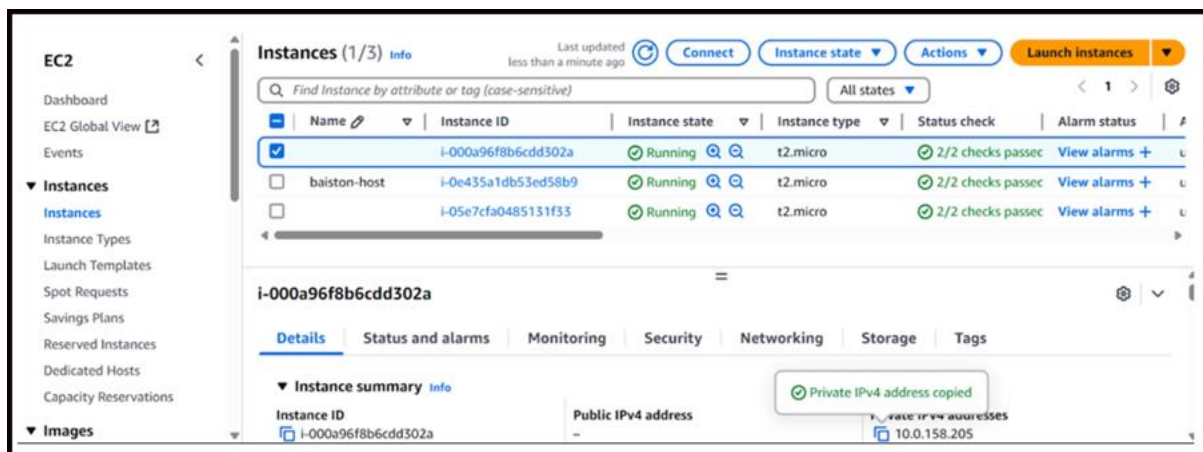 EC2
Dashboard
EC2 Global View
Events
Instances
Instances
Instance Types
Launch Templates
Spot Requests
Savings Plans
Reserved Instances
Dedicated Hosts
Capacity Reservations
Images
Instances (1/3) Info
Last updated
less than a minute ago
Connect
Instance state
Actions
Launch instances
Find Instance by attribute or tag (case-sensitive)
All states
1
Name Instance ID Instance state Instance type Status check Alarm status
i-000a96f8b6cdd302a Running t2.micro 2/2 checks passec View alarms +
baiston-host i-0e435a1db53ed58b9 Running t2.micro 2/2 checks passec View alarms +
i-05e7cfa0485131f33 Running t2.micro 2/2 checks passec View alarms +
i-000a96f8b6cdd302a
Details Status and alarms Monitoring Security Networking Storage Tags
Instance summary Info
Private IPv4 address copied
Instance ID Public IPv4 address addresses
i-000a96f8b6cdd302a – 10.0.158.205